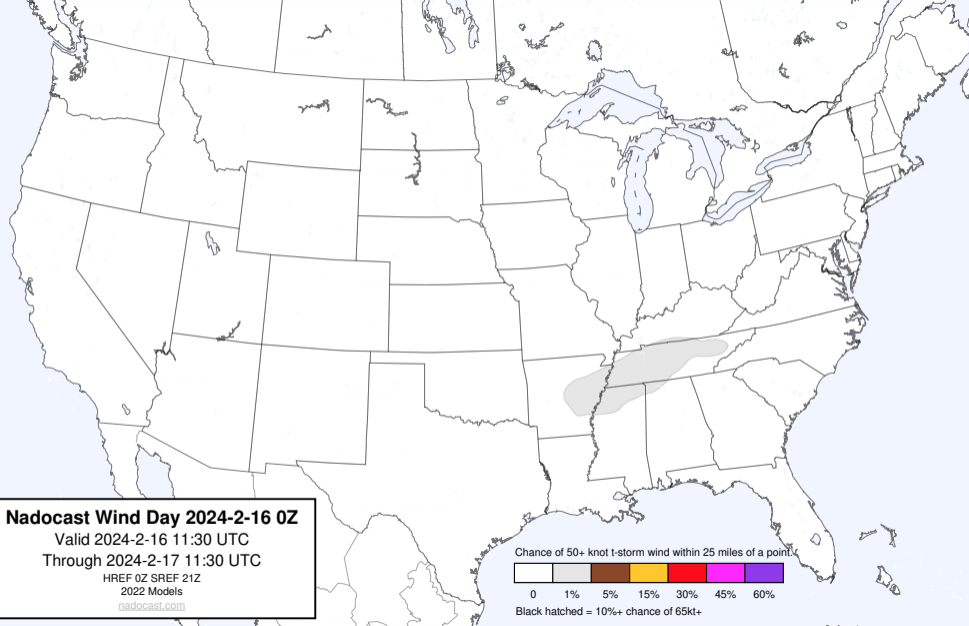 Nadocast Wind Day 2024-2-16 0Z
Valid 2024-2-16 11:30 UTC
Through 2024-2-17 11:30 UTC
HREF 0Z SREF 21Z
2022 Models
nadocast.com
Chance of 50+ knot t-storm wind within 25 miles of a point.
0 1% 5% 15% 30% 45% 60%
Black hatched = 10%+ chance of 65kt+